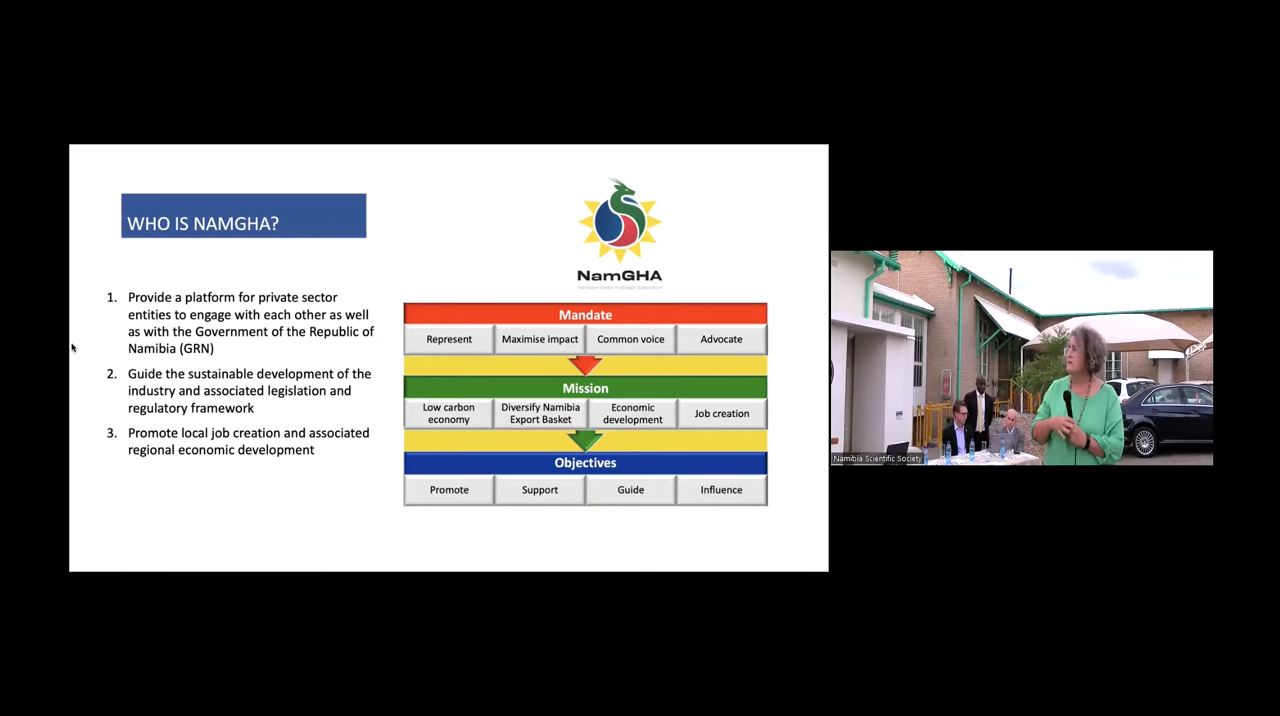 WHO IS NAMGHA?
1. Provide a platform for private sector
entities to engage with each other as well
as with the Government of the Republic of
Namibia (GRN)
2. Guide the sustainable development of the
industry and associated legislation and
regulatory framework
3. Promote local job creation and associated
regional economic development
NamGHA
Namibian Green Hydrogen Association
Mandate
Represent Maximise impact Common voice Advocate
Mission
Low carbon economy Diversify Namibia Export Basket Economic development Job creation
Objectives
Promote Support Guide Influence
Namibia Scientific Society